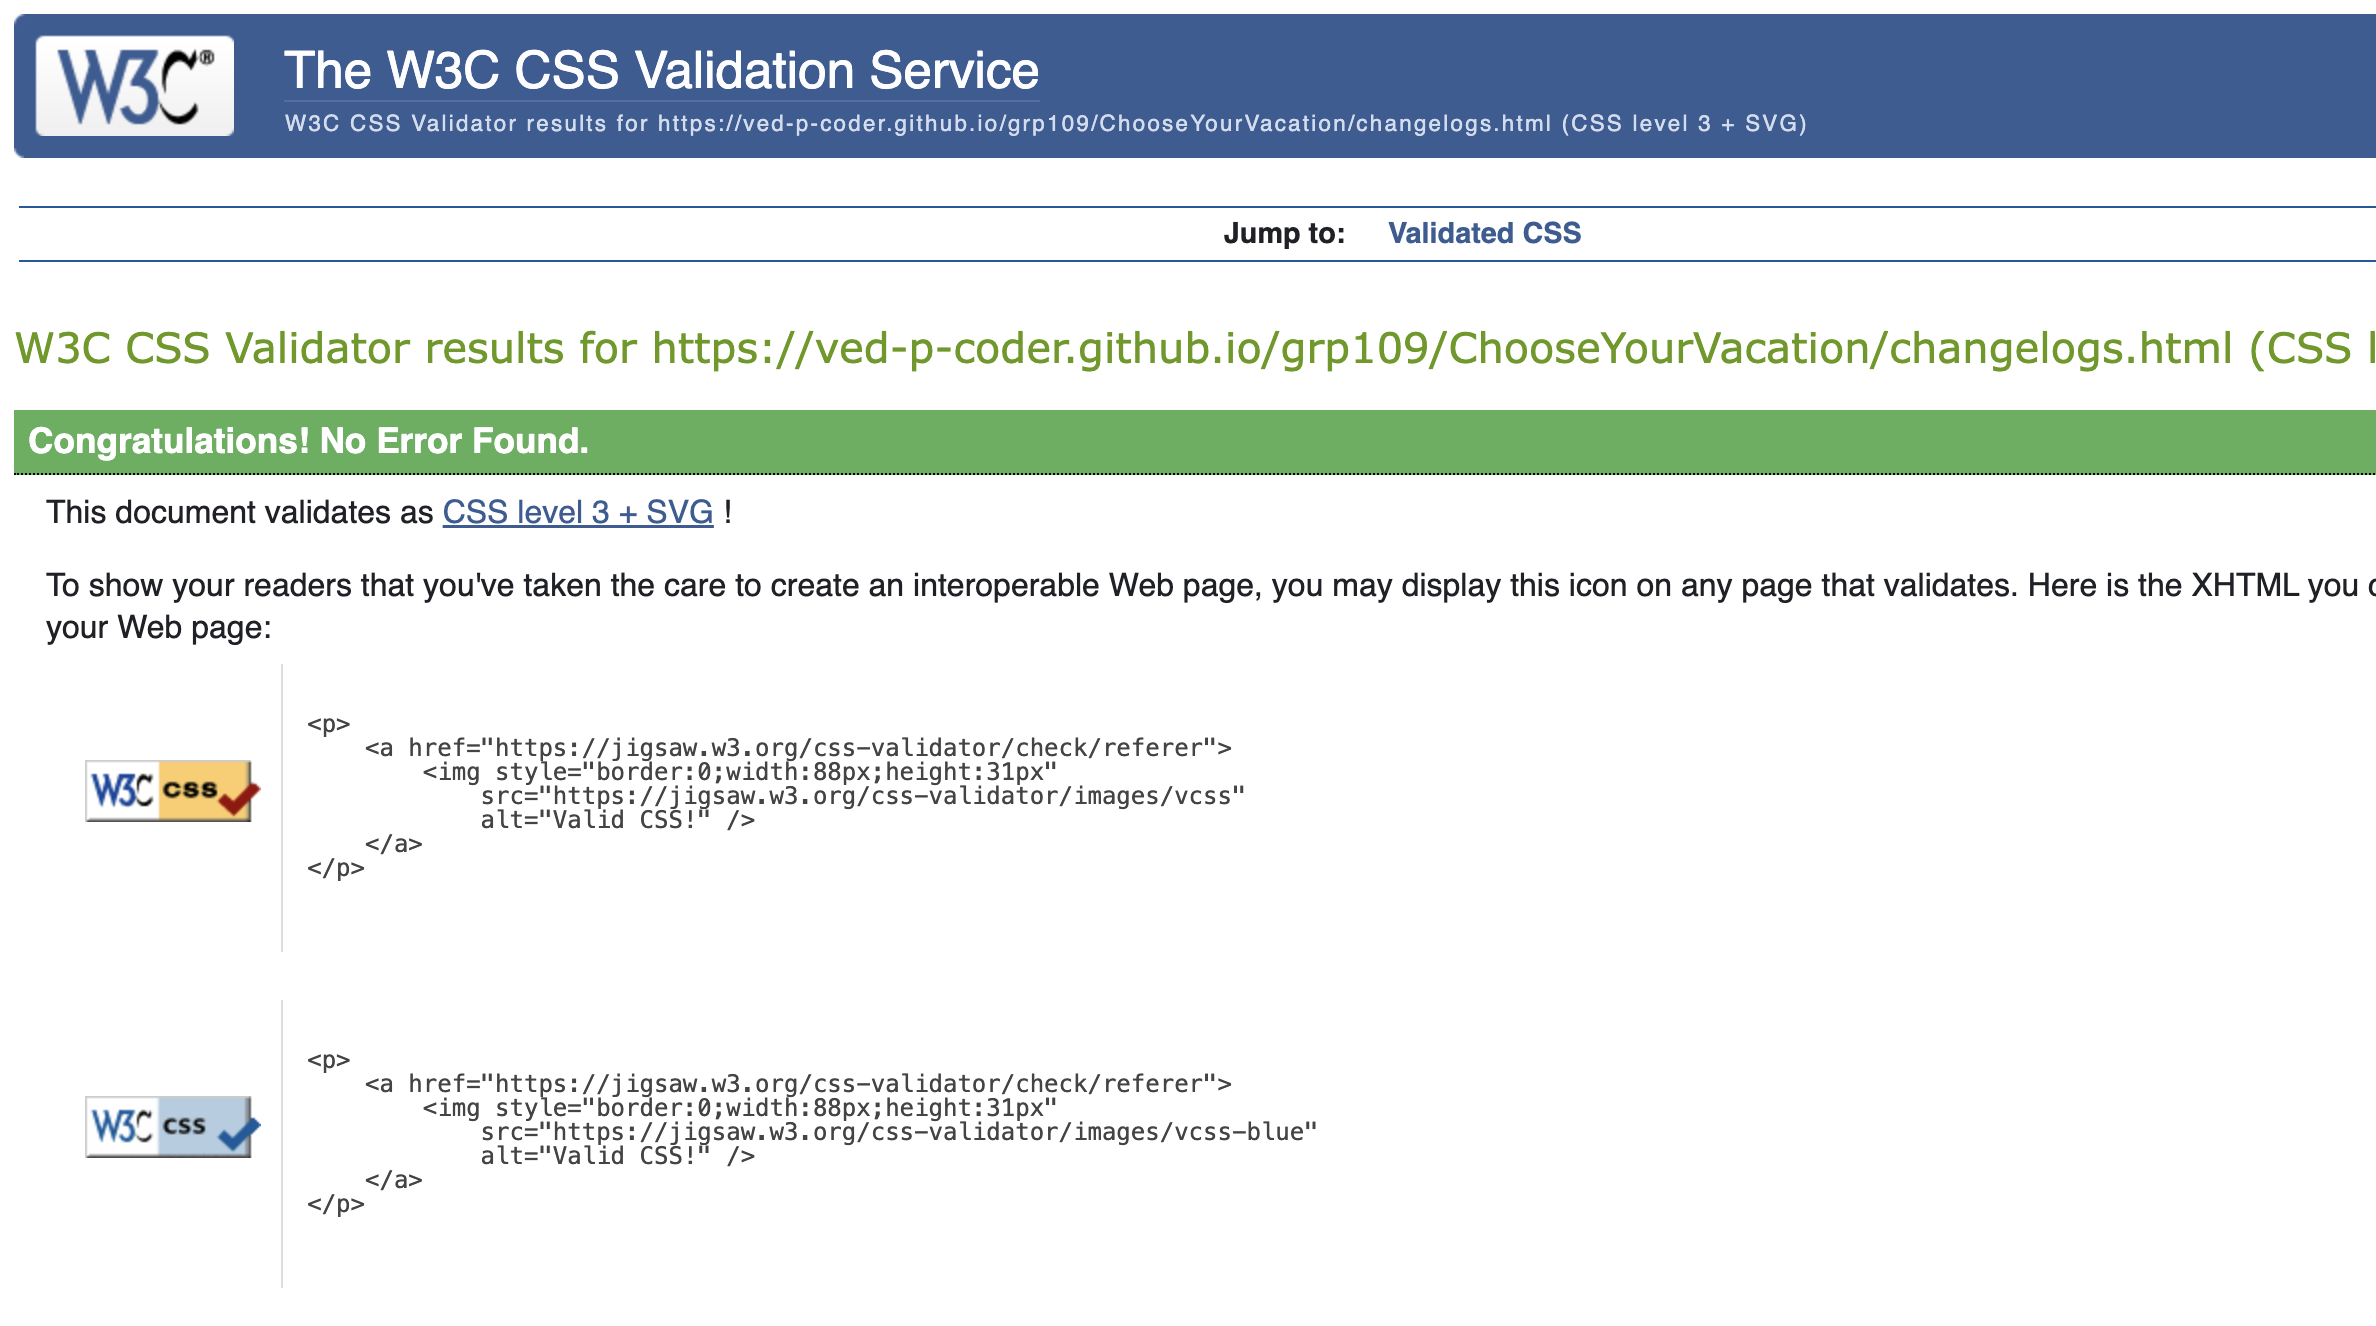 W3C®
The W3C CSS Validation Service
W3C CSS Validator results for https://ved-p-coder.github.io/grp109/ChooseYourVacation/changelogs.html (CSS level 3 + SVG)
Jump to: Validated CSS
W3C CSS Validator results for https://ved-p-coder.github.io/grp109/ChooseYourVacation/changelogs.html (CSS
Congratulations! No Error Found.
This document validates as CSS level 3 + SVG !
To show your readers that you've taken the care to create an interoperable Web page, you may display this icon on any page that validates. Here is the XHTML you
your Web page:
W3C css
<p>
    <a href="https://jigsaw.w3.org/css-validator/check/referer">
        <img style="border:0;width:88px;height:31px"
            src="https://jigsaw.w3.org/css-validator/images/vcss"
            alt="Valid CSS!" />
    </a>
</p>
W3C css
<p>
    <a href="https://jigsaw.w3.org/css-validator/check/referer">
        <img style="border:0;width:88px;height:31px"
            src="https://jigsaw.w3.org/css-validator/images/vcss-blue"
            alt="Valid CSS!" />
    </a>
</p>